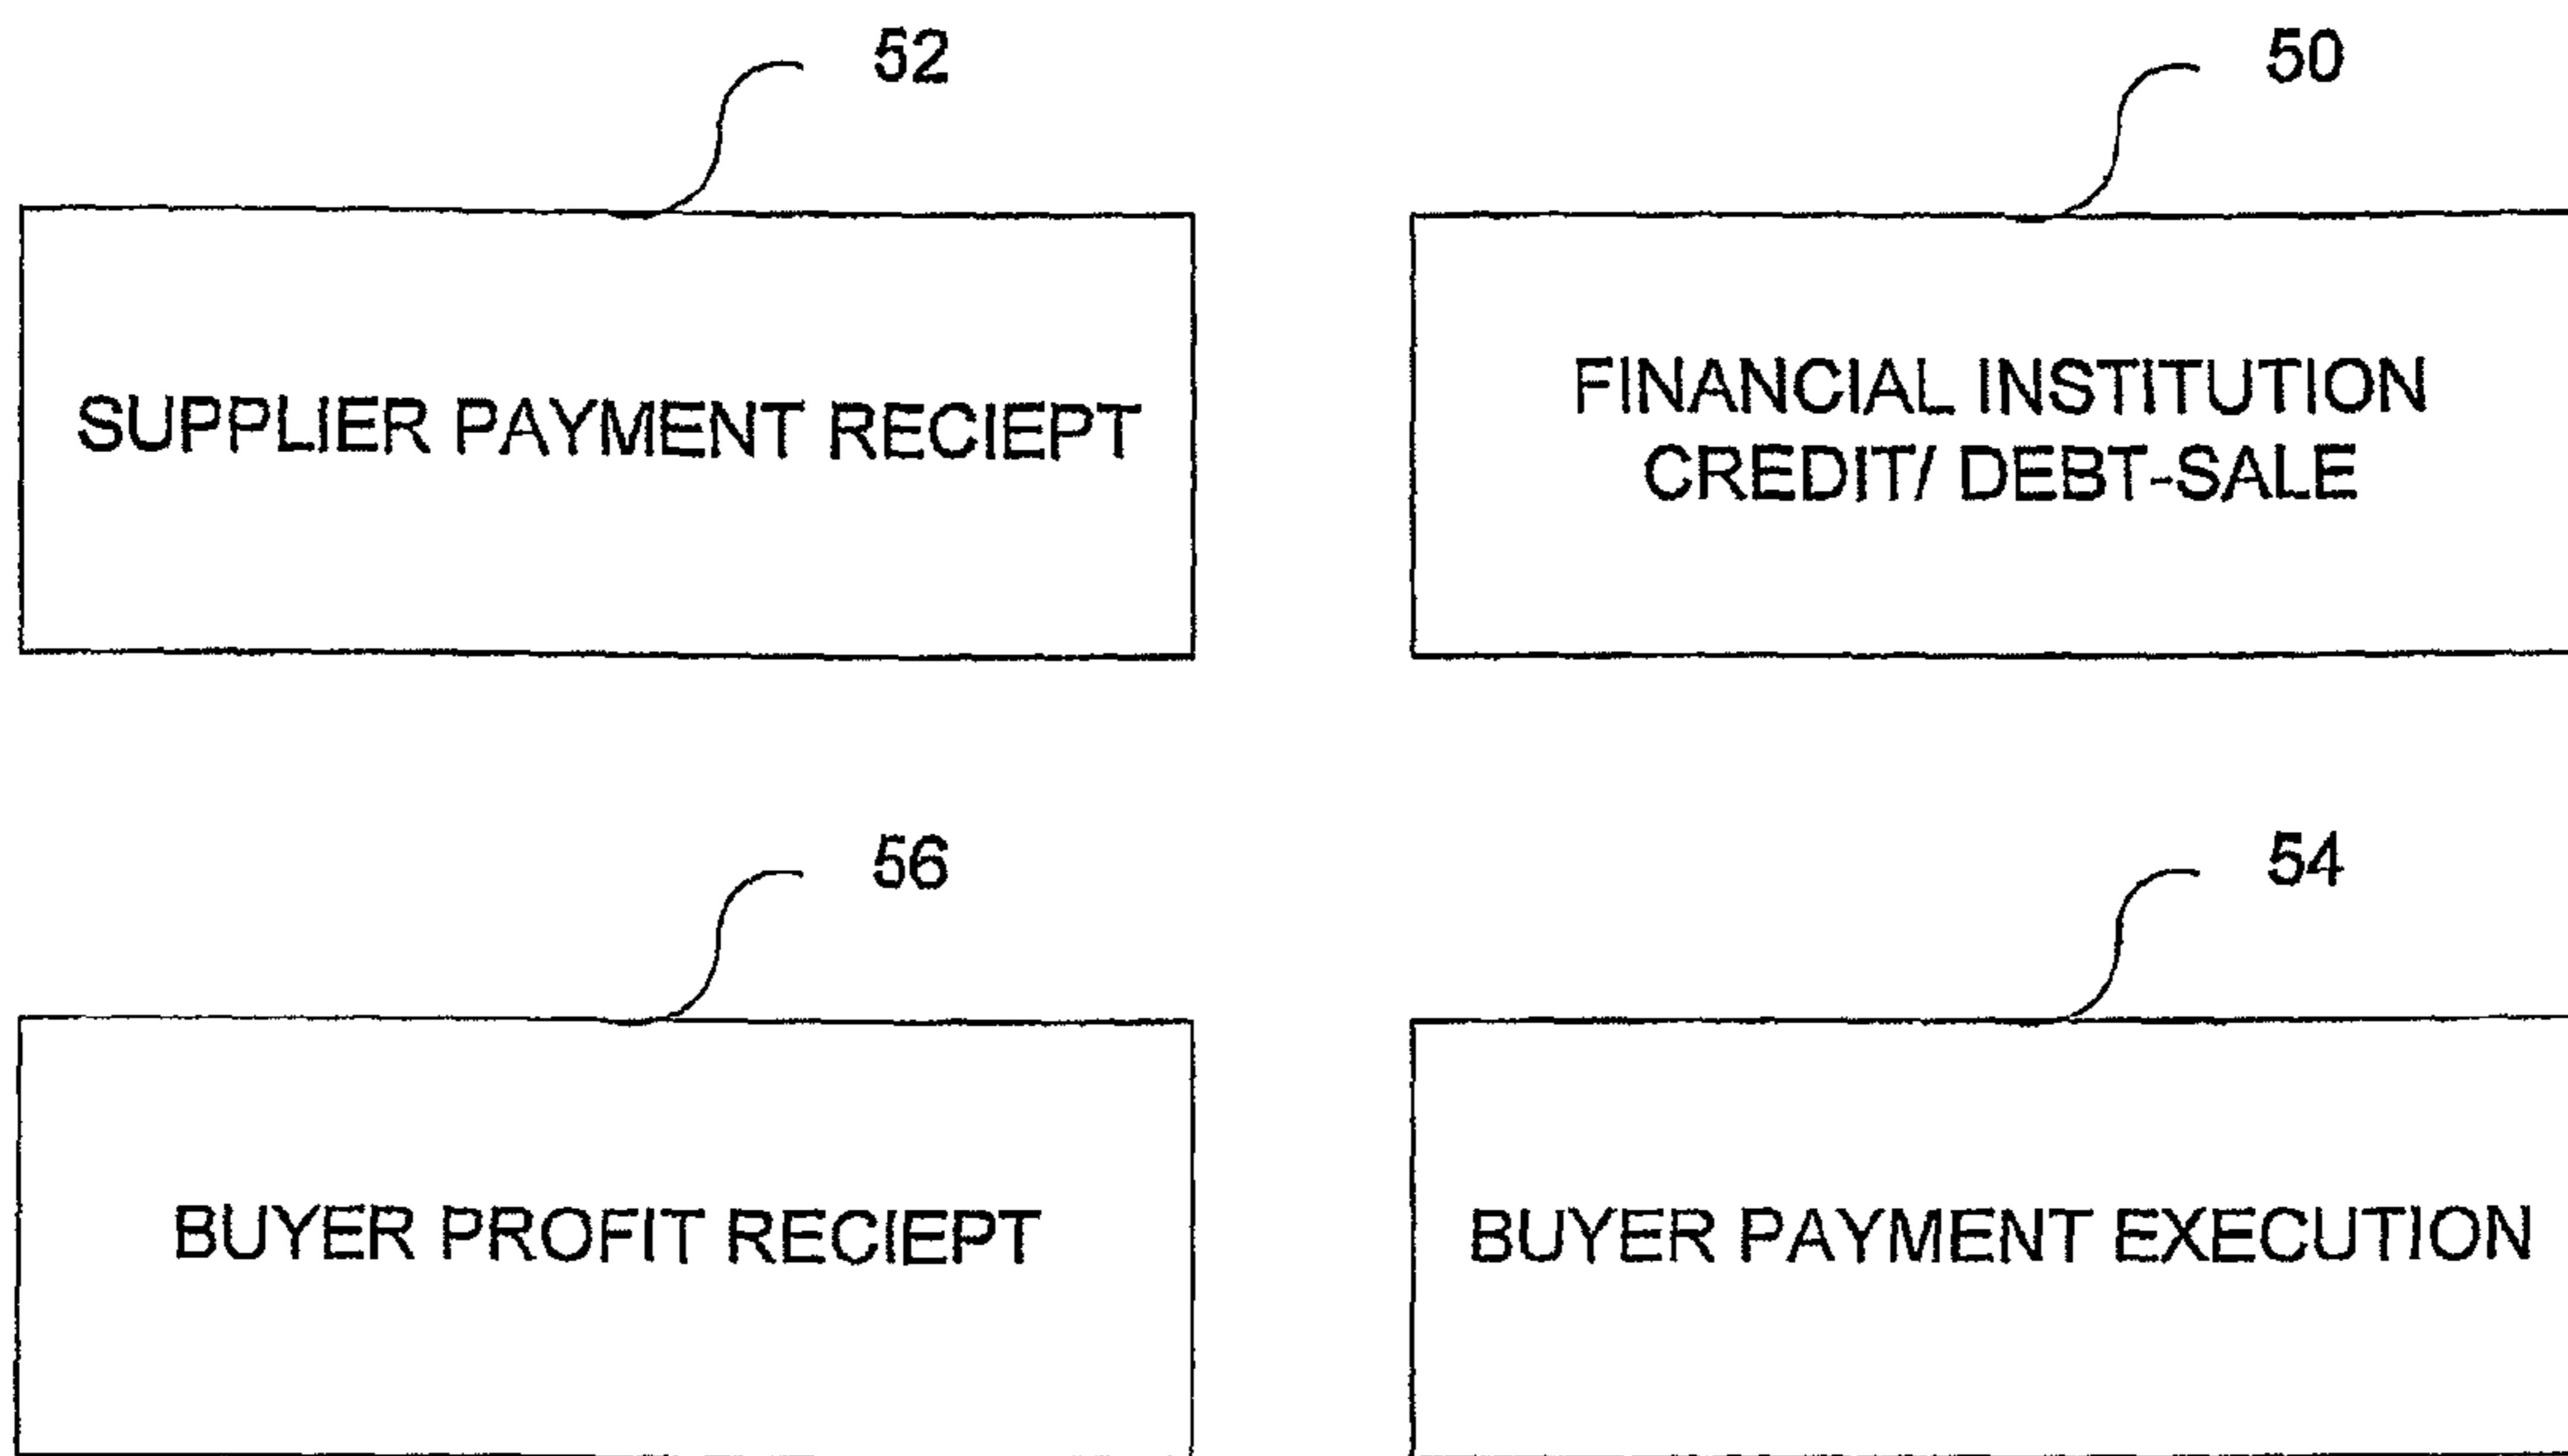 52
50
SUPPLIER PAYMENT RECIEPT
FINANCIAL INSTITUTION
CREDIT/ DEBT-SALE
56
54
BUYER PROFIT RECIEPT
BUYER PAYMENT EXECUTION